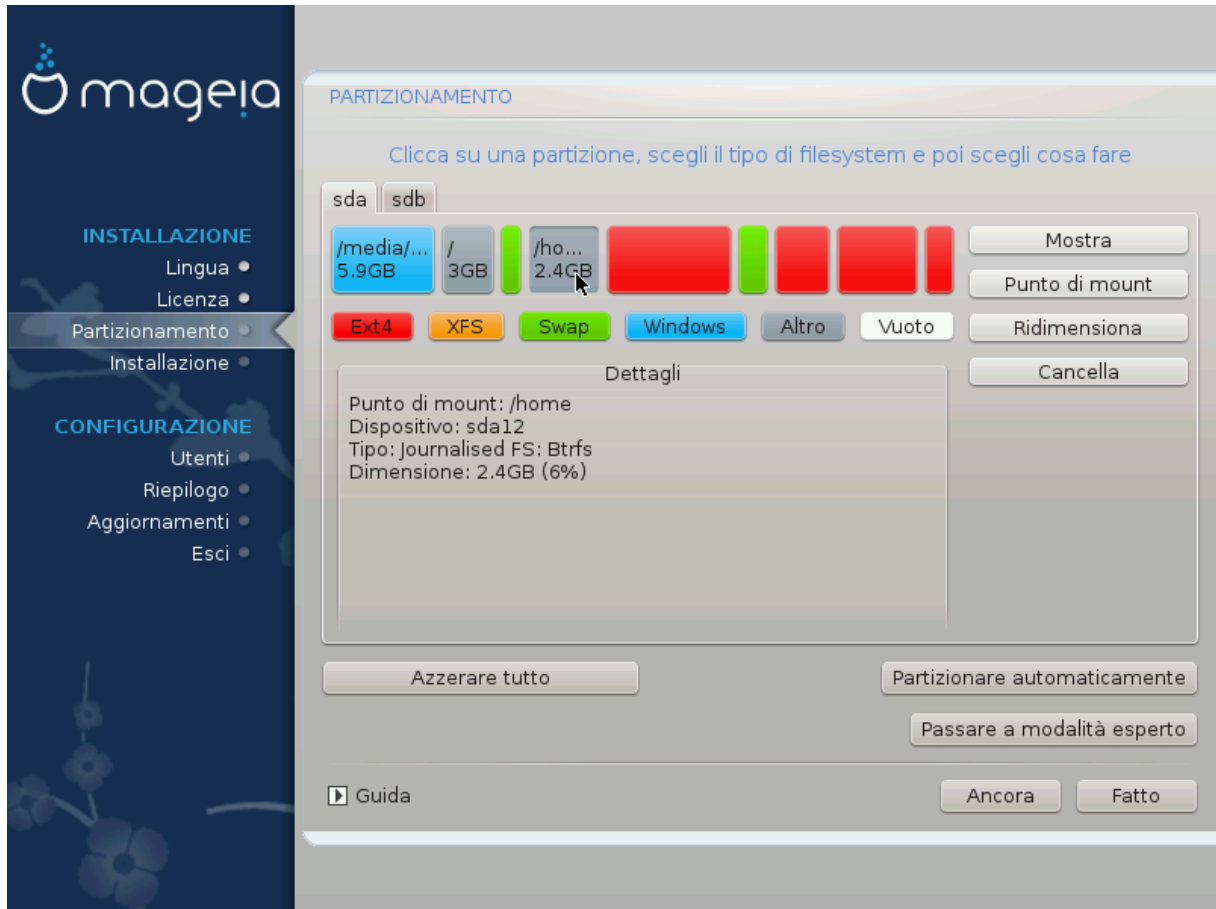 mageia
INSTALLAZIONE
Lingua
Licenza
Partizionamento
Installazione
CONFIGURAZIONE
Utenti
Riepilogo
Aggiornamenti
Esci
PARTIZIONAMENTO
Clicca su una partizione, scegli il tipo di filesystem e poi scegli cosa fare
sda sdb
/media/... / /ho...
5.9GB 3GB 2.4GB
Ext4 XFS Swap Windows Altro Vuoto
Mostra
Punto di mount
Ridimensiona
Cancella
Dettagli
Punto di mount: /home
Dispositivo: sda12
Tipo: Journalised FS: Btrfs
Dimensione: 2.4GB (6%)
Azzerare tutto Partizionare automaticamente
Passare a modalità esperto
Guida Ancora Fatto